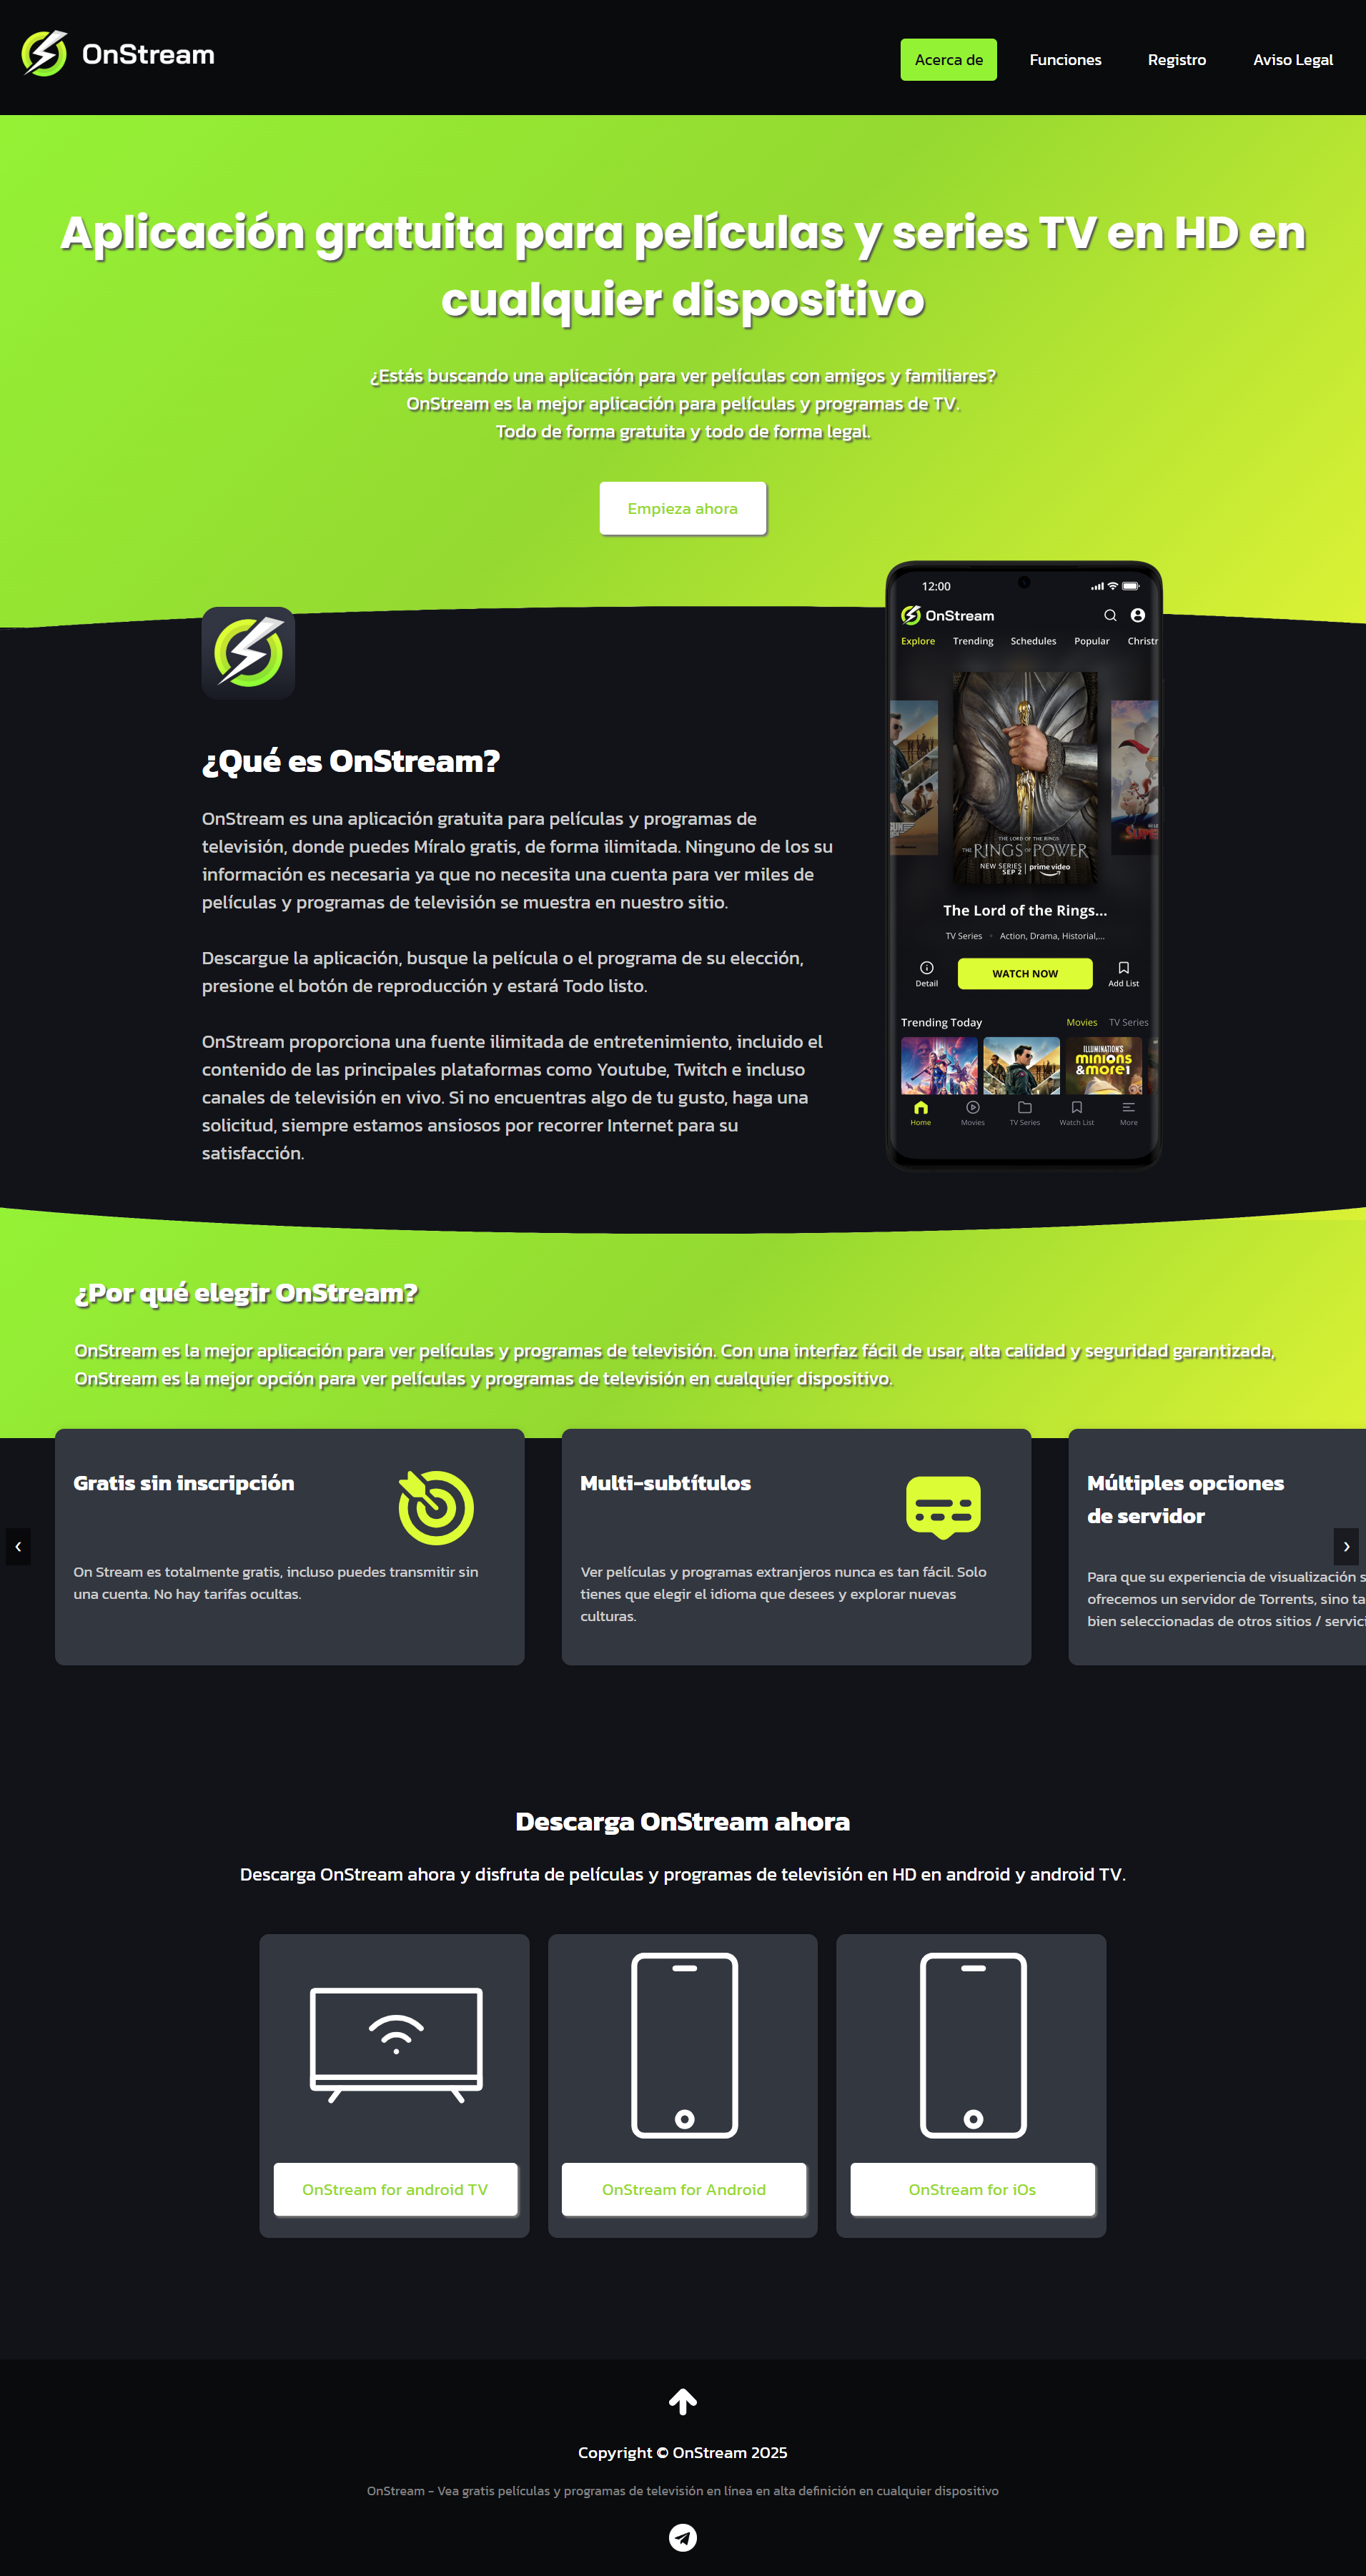 OnStream
Acerca de
Funciones
Registro
Aviso Legal
Aplicación gratuita para películas y series TV en HD en
cualquier dispositivo
¿Estás buscando una aplicación para ver películas con amigos y familiares?
OnStream es la mejor aplicación para películas y programas de TV.
Todo de forma gratuita y todo de forma legal.
Empieza ahora
¿Qué es OnStream?
OnStream es una aplicación gratuita para películas y programas de
televisión, donde puedes Míralo gratis, de forma ilimitada. Ninguno de los su
información es necesaria ya que no necesita una cuenta para ver miles de
películas y programas de televisión se muestra en nuestro sitio.
Descargue la aplicación, busque la película o el programa de su elección,
presione el botón de reproducción y estará Todo listo.
OnStream proporciona una fuente ilimitada de entretenimiento, incluido el
contenido de las principales plataformas como Youtube, Twitch e incluso
canales de televisión en vivo. Si no encuentras algo de tu gusto, haga una
solicitud, siempre estamos ansiosos por recorrer Internet para su
satisfacción.
12:00
OnStream
Explore
Trending
Schedules
Popular
Christr
THE LORD OF THE RINGS
THE RINGS OF POWER
NEW SERIES | prime video
SEP 2
The Lord of the Rings...
TV Series • Action, Drama, Historial,...
Detail
WATCH NOW
Add List
Trending Today
Movies
TV Series
ILLUMINATION'S
minions
&more1
Home
Movies
TV Series
Watch List
More
¿Por qué elegir OnStream?
OnStream es la mejor aplicación para ver películas y programas de televisión. Con una interfaz fácil de usar, alta calidad y seguridad garantizada,
OnStream es la mejor opción para ver películas y programas de televisión en cualquier dispositivo.
Gratis sin inscripción
On Stream es totalmente gratis, incluso puedes transmitir sin
una cuenta. No hay tarifas ocultas.
Multi-subtítulos
Ver películas y programas extranjeros nunca es tan fácil. Solo
tienes que elegir el idioma que desees y explorar nuevas
culturas.
Múltiples opciones
de servidor
Para que su experiencia de visualización s
ofrecemos un servidor de Torrents, sino ta
bien seleccionadas de otros sitios / servici
‹
›
Descarga OnStream ahora
Descarga OnStream ahora y disfruta de películas y programas de televisión en HD en android y android TV.
OnStream for android TV
OnStream for Android
OnStream for iOs
Copyright © OnStream 2025
OnStream - Vea gratis películas y programas de televisión en línea en alta definición en cualquier dispositivo